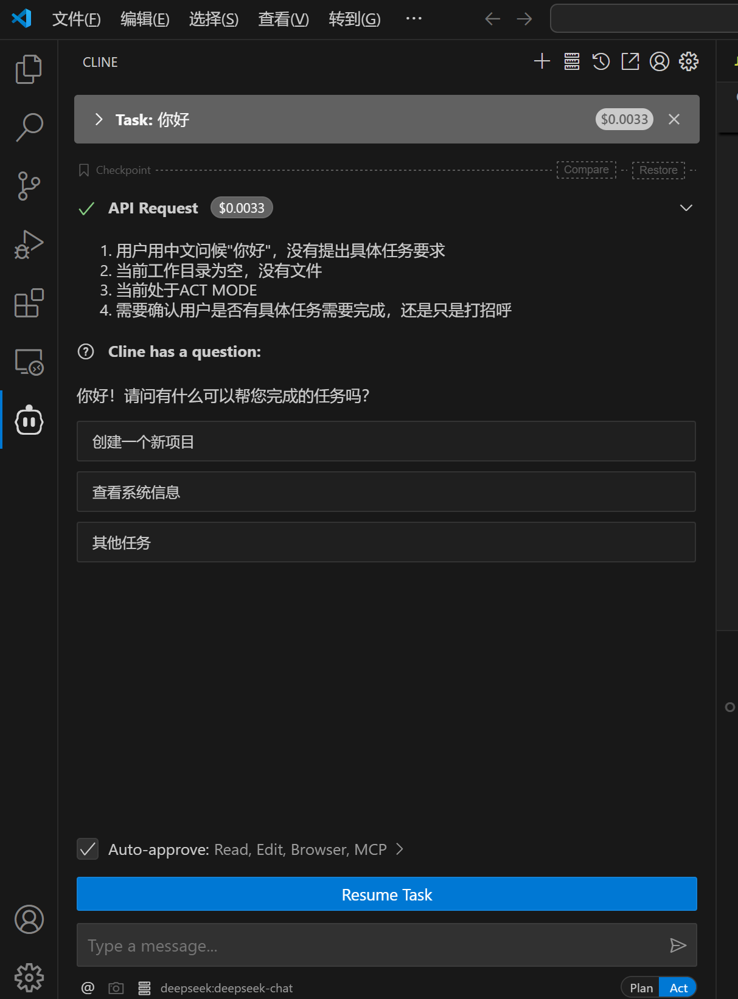 文件(F) 编辑(E) 选择(S) 查看(V) 转到(G) ···
CLINE
Task: 你好 $0.0033
Checkpoint Compare Restore
API Request $0.0033
1. 用户用中文问候"你好"，没有提出具体任务要求
2. 当前工作目录为空，没有文件
3. 当前处于ACT MODE
4. 需要确认用户是否有具体任务需要完成，还是只是打招呼
Cline has a question:
你好！请问有什么可以帮您完成的任务吗？
创建一个新项目
查看系统信息
其他任务
Auto-approve: Read, Edit, Browser, MCP
Resume Task
Type a message...
@ deepseek:deepseek-chat Plan Act